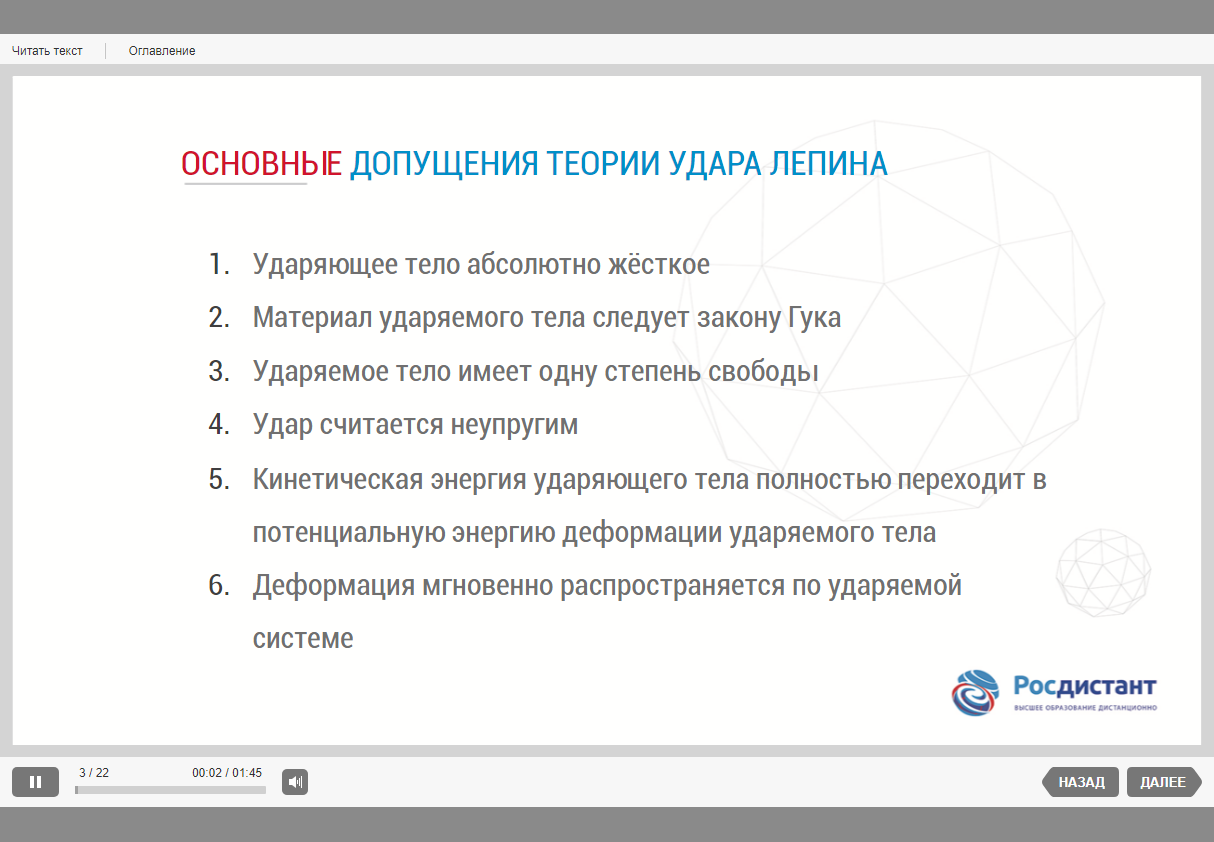 Читать текст
Оглавление
ОСНОВНЫЕ ДОПУЩЕНИЯ ТЕОРИИ УДАРА ЛЕПИНА
1. Ударяющее тело абсолютно жёсткое
2. Материал ударяемого тела следует закону Гука
3. Ударяемое тело имеет одну степень свободы
4. Удар считается неупругим
5. Кинетическая энергия ударяющего тела полностью переходит в
потенциальную энергию деформации ударяемого тела
6. Деформация мгновенно распространяется по ударяемой
системе
Росдистант
ВЫСШЕЕ ОБРАЗОВАНИЕ ДИСТАНЦИОННО
3 / 22
00:02 / 01:45
НАЗАД
ДАЛЕЕ